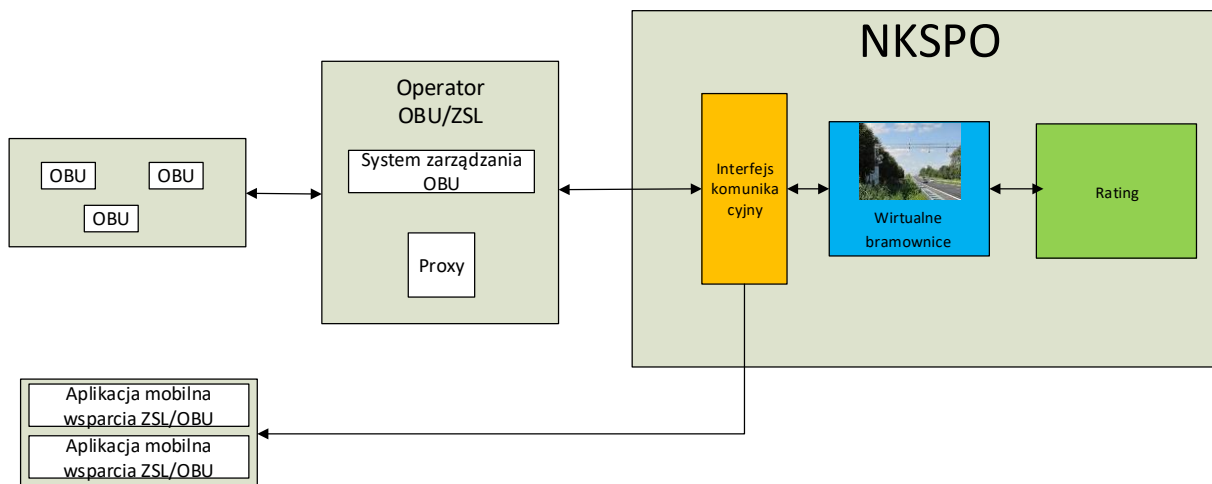 NKSPO
Operator
OBU/ZSL
System zarządzania
OBU
Proxy
OBU
OBU
OBU
Interfejs
komunika
cyjny
Wirtualne
bramownice
Rating
Aplikacja mobilna
wsparcia ZSL/OBU
Aplikacja mobilna
wsparcia ZSL/OBU